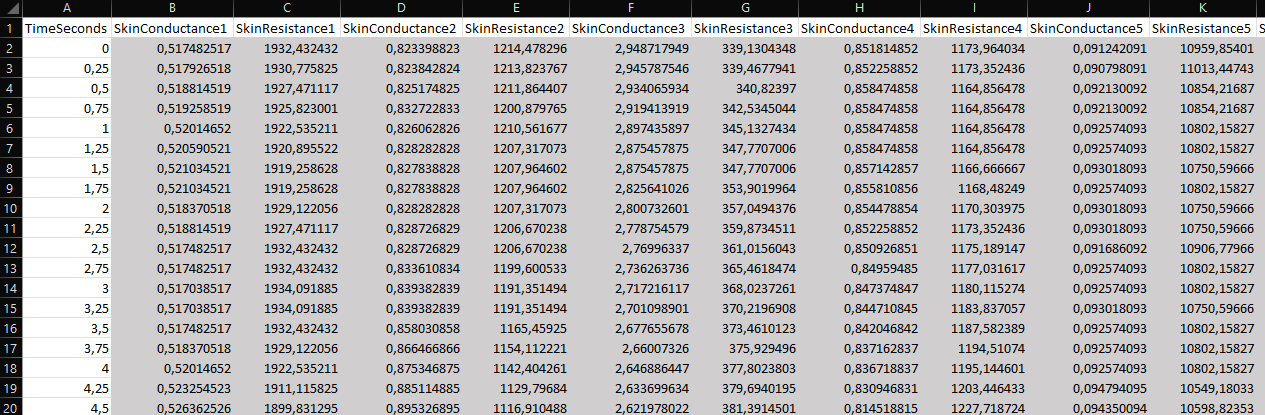 A B C D E F G H I J K
1 TimeSeconds SkinConductance1 SkinResistance1 SkinConductance2 SkinResistance2 SkinConductance3 SkinResistance3 SkinConductance4 SkinResistance4 SkinConductance5 SkinResistance5 S
2 0 0,517482517 1932,432432 0,823398823 1214,478296 2,948717949 339,1304348 0,851814852 1173,964034 0,091242091 10959,85401
3 0,25 0,517926518 1930,775825 0,823842824 1213,823767 2,945787546 339,4677941 0,852258852 1173,352436 0,090798091 11013,44743
4 0,5 0,518814519 1927,471117 0,825174825 1211,864407 2,934065934 340,82397 0,858474858 1164,856478 0,092130092 10854,21687
5 0,75 0,519258519 1925,823001 0,832722833 1200,879765 2,919413919 342,5345044 0,858474858 1164,856478 0,092130092 10854,21687
6 1 0,52014652 1922,535211 0,826062826 1210,561677 2,897435897 345,1327434 0,858474858 1164,856478 0,092574093 10802,15827
7 1,25 0,520590521 1920,895522 0,828282828 1207,317073 2,875457875 347,7707006 0,858474858 1164,856478 0,092574093 10802,15827
8 1,5 0,521034521 1919,258628 0,827838828 1207,964602 2,875457875 347,7707006 0,857142857 1166,666667 0,093018093 10750,59666
9 1,75 0,521034521 1919,258628 0,827838828 1207,964602 2,825641026 353,9019964 0,855810856 1168,48249 0,092574093 10802,15827
10 2 0,518370518 1929,122056 0,828282828 1207,317073 2,800732601 357,0494376 0,854478854 1170,303975 0,093018093 10750,59666
11 2,25 0,518814519 1927,471117 0,828726829 1206,670238 2,778754579 359,8734511 0,852258852 1173,352436 0,093018093 10750,59666
12 2,5 0,517482517 1932,432432 0,828726829 1206,670238 2,76996337 361,0156043 0,850926851 1175,189147 0,091686092 10906,77966
13 2,75 0,517482517 1932,432432 0,833610834 1199,600533 2,736263736 365,4618474 0,84959485 1177,031617 0,092574093 10802,15827
14 3 0,517038517 1934,091885 0,839382839 1191,351494 2,717216117 368,0237261 0,847374847 1180,115274 0,092574093 10802,15827
15 3,25 0,517038517 1934,091885 0,839382839 1191,351494 2,701098901 370,2196908 0,844710845 1183,837057 0,093018093 10750,59666
16 3,5 0,517482517 1932,432432 0,858030858 1165,45925 2,677655678 373,4610123 0,842046842 1187,582389 0,092574093 10802,15827
17 3,75 0,518370518 1929,122056 0,866466866 1154,112221 2,66007326 375,929496 0,837162837 1194,51074 0,092574093 10802,15827
18 4 0,52014652 1922,535211 0,875346875 1142,404261 2,646886447 377,8023803 0,836718837 1195,144601 0,092574093 10802,15827
19 4,25 0,523254523 1911,115825 0,885114885 1129,79684 2,633699634 379,6940195 0,830946831 1203,446433 0,094794095 10549,18033
20 4,5 0,526362526 1899,831295 0,895326895 1116,910488 2,621978022 381,3914501 0,814518815 1227,718724 0,094350094 10598,82353